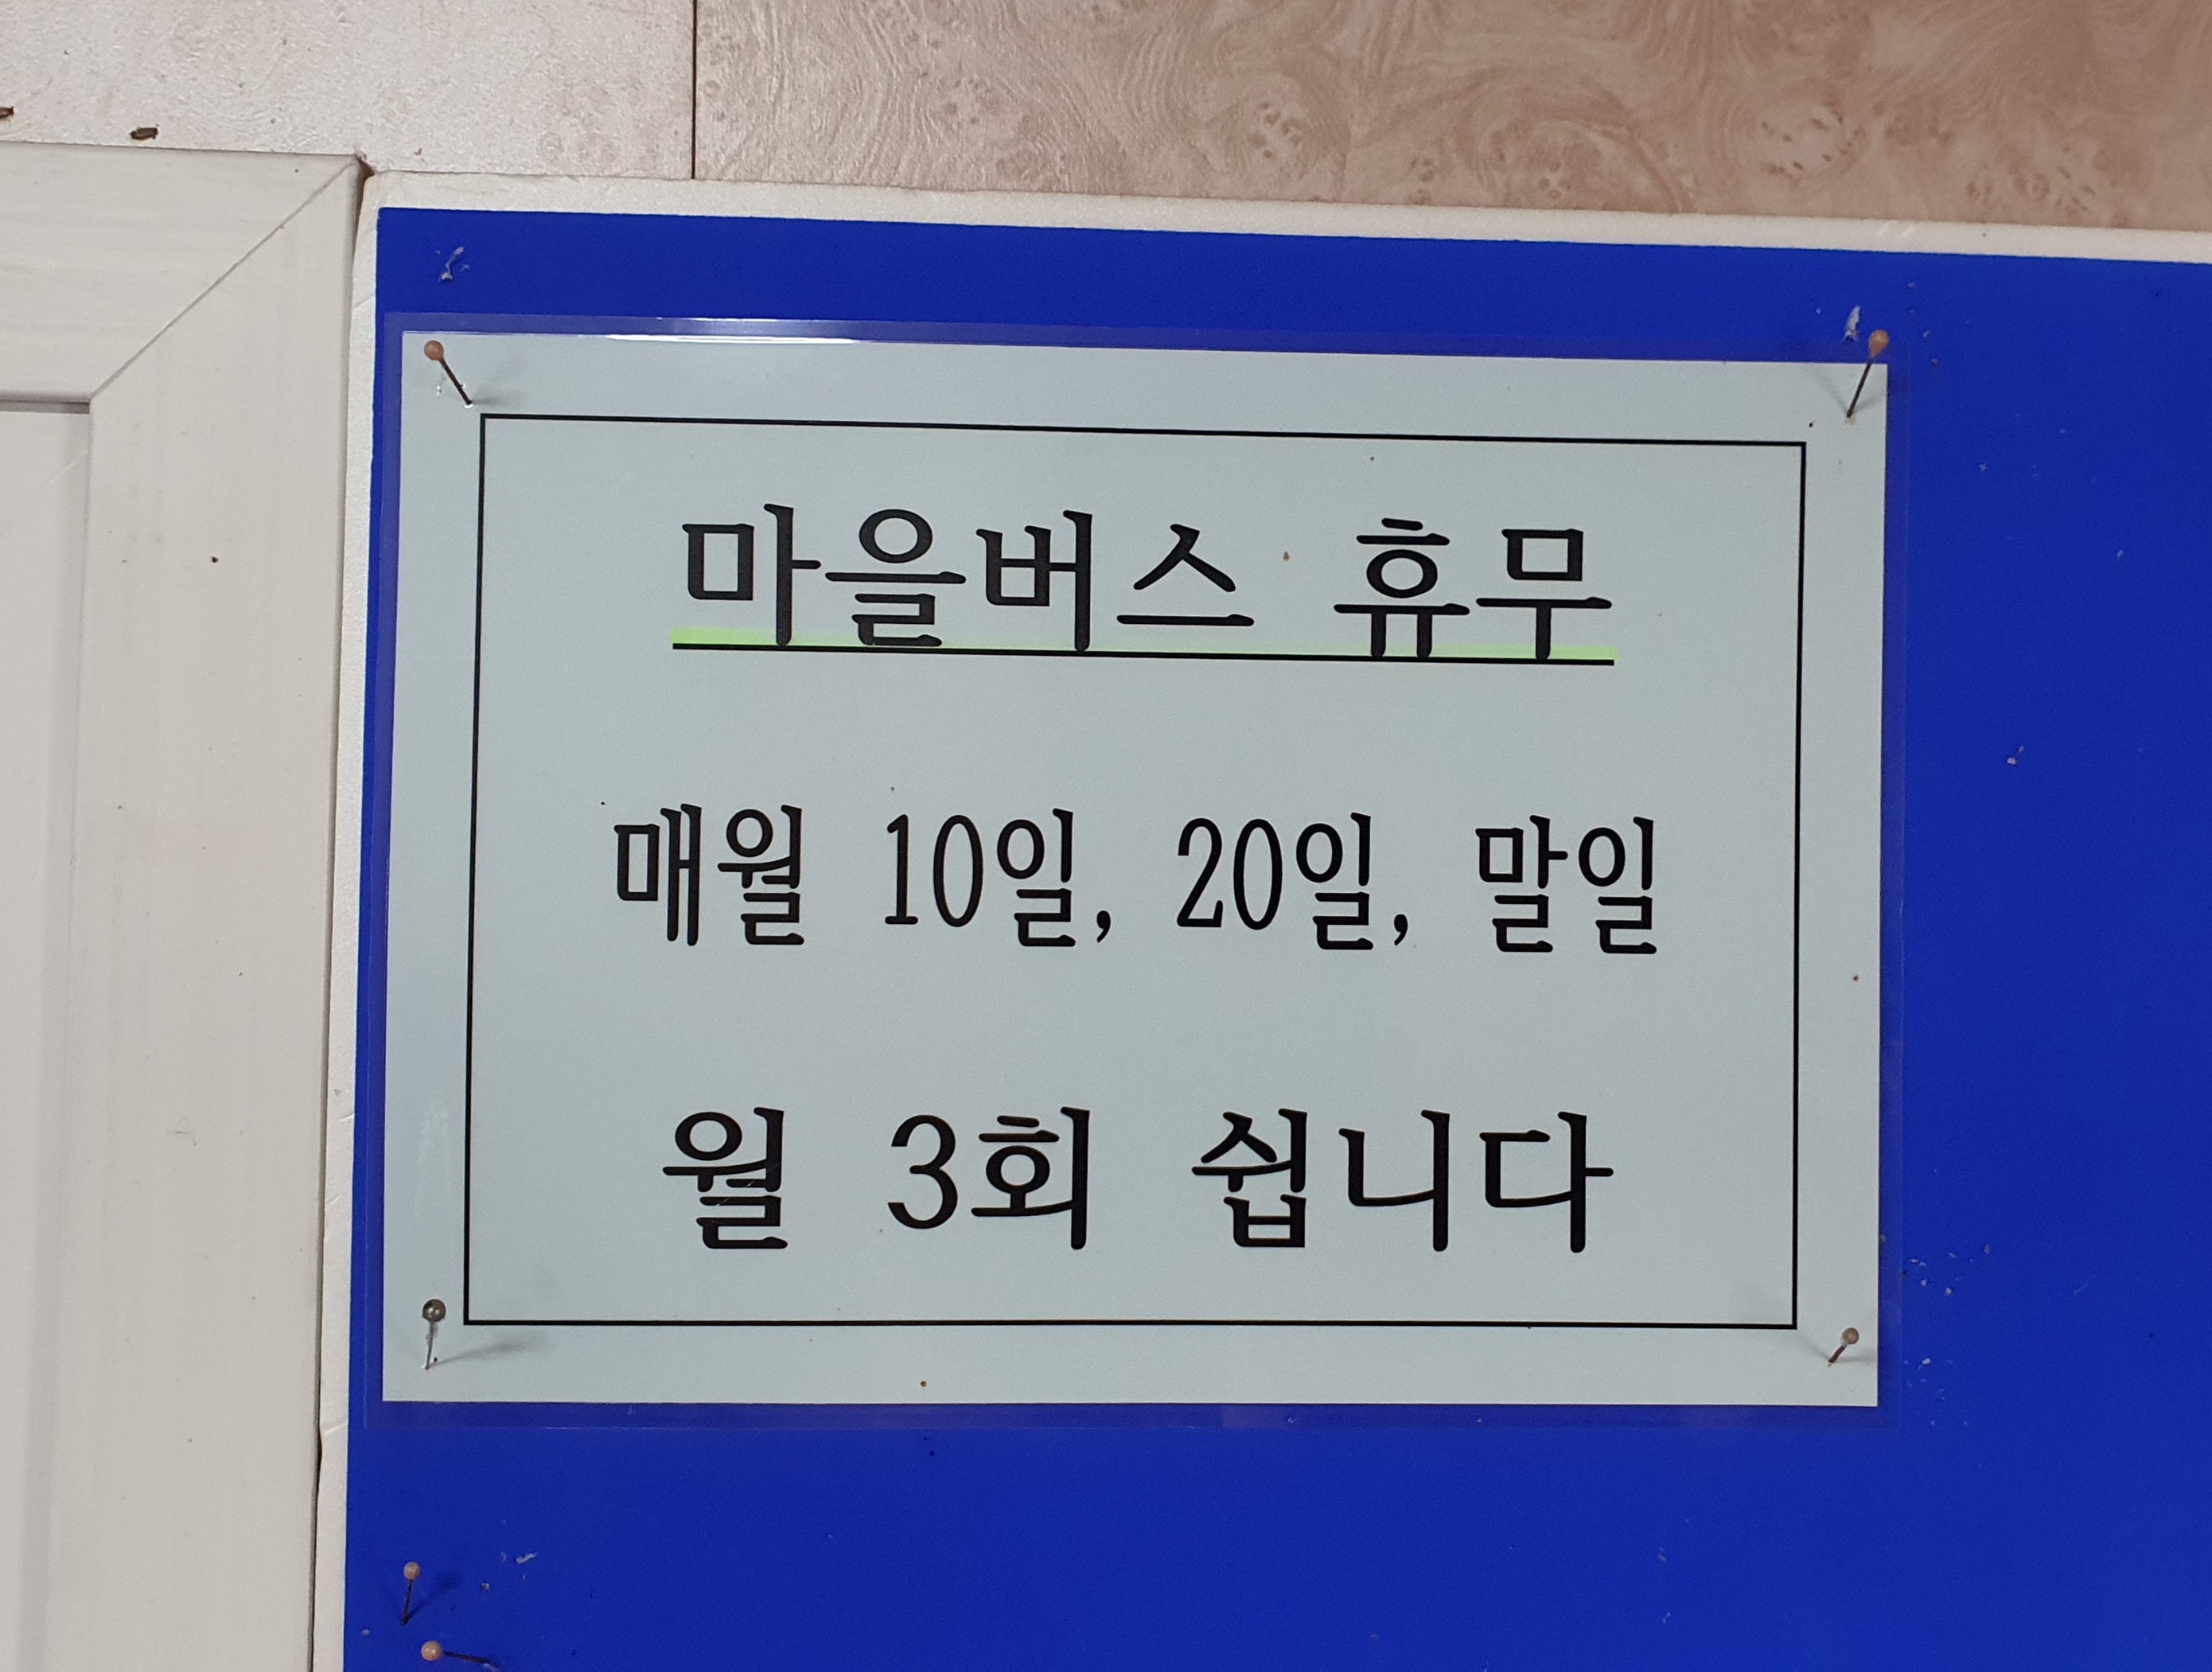 마을버스 휴무
매월 10일, 20일, 말일
월 3회 쉽니다